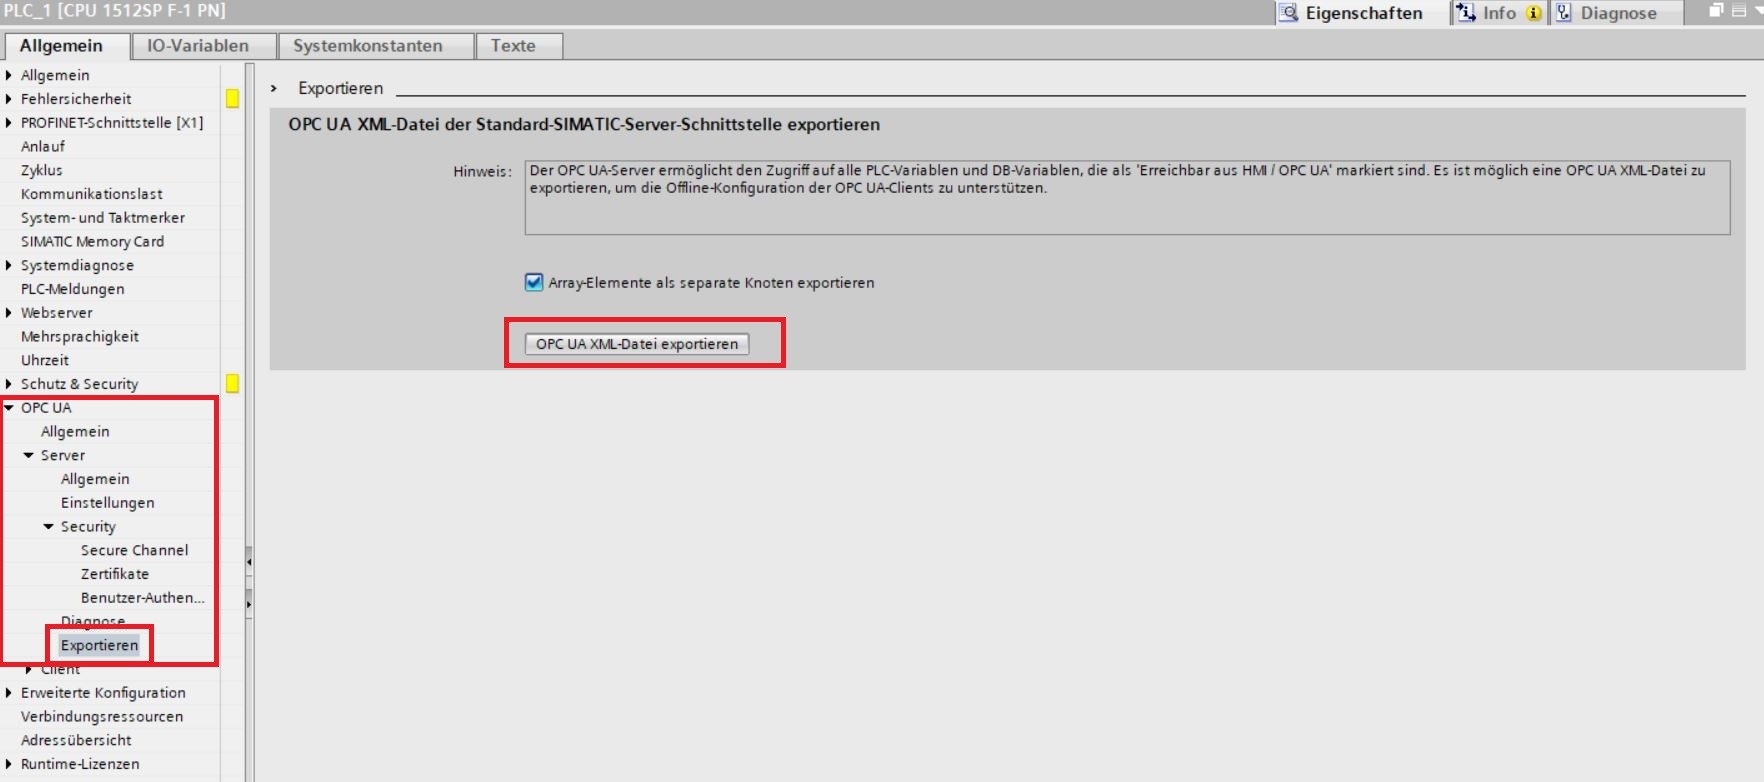 PLC_1 [CPU 1512SP F-1 PN]
Eigenschaften
Info
Diagnose
Allgemein
IO-Variablen
Systemkonstanten
Texte
Allgemein
Fehlersicherheit
PROFINET-Schnittstelle [X1]
Anlauf
Zyklus
Kommunikationslast
System- und Taktmerker
SIMATIC Memory Card
Systemdiagnose
PLC-Meldungen
Webserver
Mehrsprachigkeit
Uhrzeit
Schutz & Security
OPC UA
Allgemein
Server
Allgemein
Einstellungen
Security
Secure Channel
Zertifikate
Benutzer-Authen...
Diagnose
Exportieren
Client
Erweiterte Konfiguration
Verbindungsressourcen
Adressübersicht
Runtime-Lizenzen
Exportieren
OPC UA XML-Datei der Standard-SIMATIC-Server-Schnittstelle exportieren
Hinweis:
Der OPC UA-Server ermöglicht den Zugriff auf alle PLC-Variablen und DB-Variablen, die als 'Erreichbar aus HMI / OPC UA' markiert sind. Es ist möglich eine OPC UA XML-Datei zu
exportieren, um die Offline-Konfiguration der OPC UA-Clients zu unterstützen.
Array-Elemente als separate Knoten exportieren
OPC UA XML-Datei exportieren